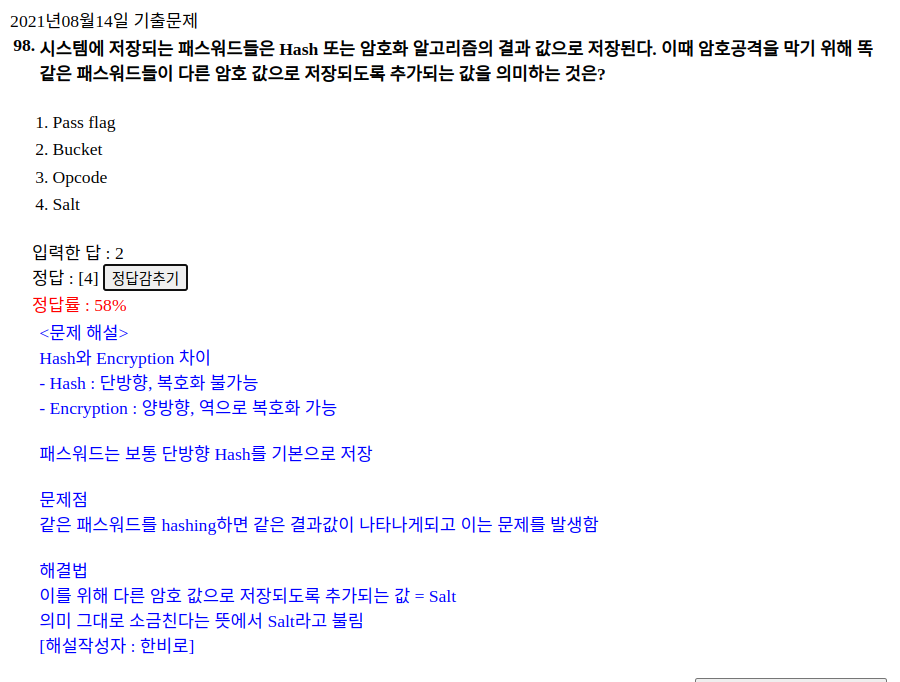 2021년08월14일 기출문제
98. 시스템에 저장되는 패스워드들은 Hash 또는 암호화 알고리즘의 결과 값으로 저장된다. 이때 암호공격을 막기 위해 똑
같은 패스워드들이 다른 암호 값으로 저장되도록 추가되는 값을 의미하는 것은?
1. Pass flag
2. Bucket
3. Opcode
4. Salt
입력한 답 : 2
정답 : [4] 정답감추기
정답률 : 58%
<문제 해설>
Hash와 Encryption 차이
- Hash : 단방향, 복호화 불가능
- Encryption : 양방향, 역으로 복호화 가능
패스워드는 보통 단방향 Hash를 기본으로 저장
문제점
같은 패스워드를 hashing하면 같은 결과값이 나타나게되고 이는 문제를 발생함
해결법
이를 위해 다른 암호 값으로 저장되도록 추가되는 값 = Salt
의미 그대로 소금친다는 뜻에서 Salt라고 불림
[해설작성자 : 한비로]